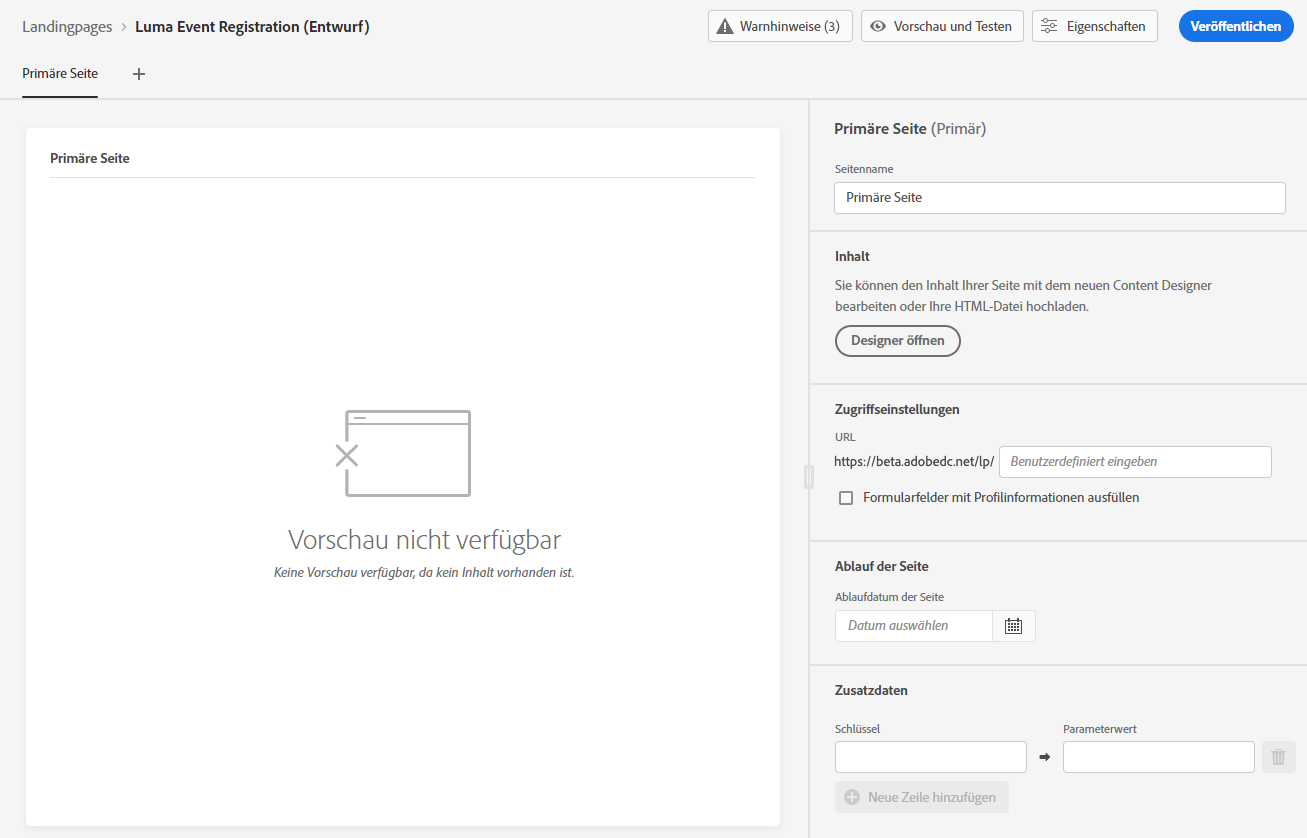 Landingpages > Luma Event Registration (Entwurf)
Warnhinweise (3)
Vorschau und Testen
Eigenschaften
Veröffentlichen
Primäre Seite
Primäre Seite
Vorschau nicht verfügbar
Keine Vorschau verfügbar, da kein Inhalt vorhanden ist.
Primäre Seite (Primär)
Seitenname
Primäre Seite
Inhalt
Sie können den Inhalt Ihrer Seite mit dem neuen Content Designer
bearbeiten oder Ihre HTML-Datei hochladen.
Designer öffnen
Zugriffseinstellungen
URL
https://beta.adobedc.net/lp/ Benutzerdefiniert eingeben
Formularfelder mit Profilinformationen ausfüllen
Ablauf der Seite
Ablaufdatum der Seite
Datum auswählen
Zusatzdaten
Schlüssel
Parameterwert
Neue Zeile hinzufügen